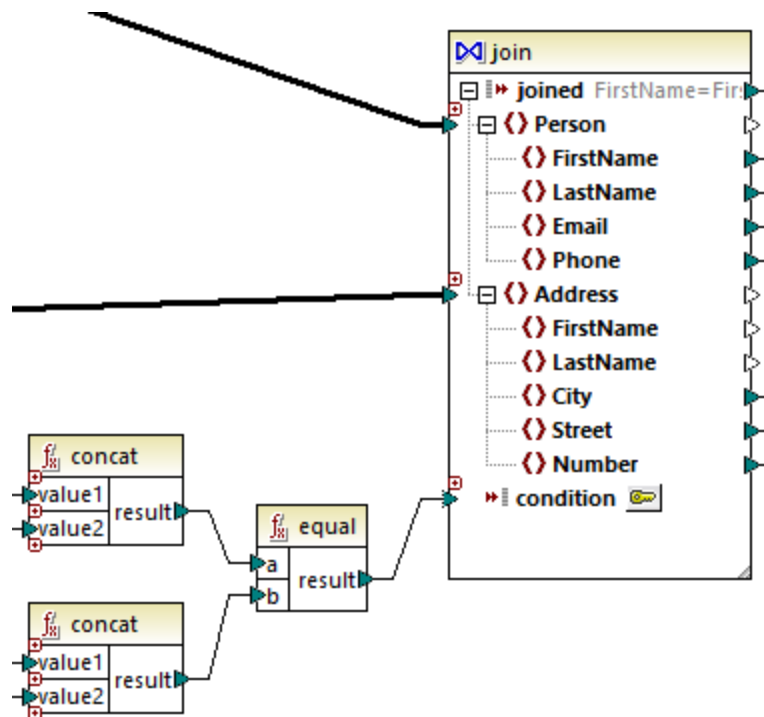 join
joined FirstName=Firs
Person
FirstName
LastName
Email
Phone
Address
FirstName
LastName
City
Street
Number
condition
concat
value1
value2
result
equal
a
b
result
concat
value1
value2
result